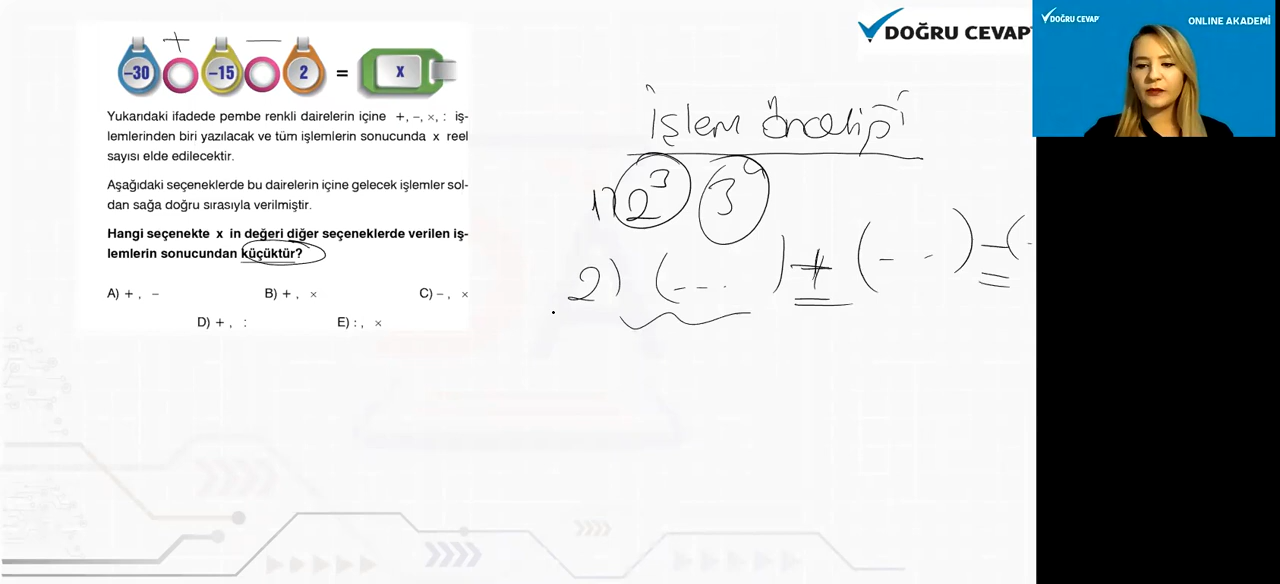 DOĞRU CEVAP
DOĞRU CEVAP
ONLINE AKADEMİ
+ −
−30 −15 2 = x
Yukarıdaki ifadede pembe renkli dairelerin içine +, −, ×, : iş-
lemlerinden biri yazılacak ve tüm işlemlerin sonucunda x reel
sayısı elde edilecektir.
Aşağıdaki seçeneklerde bu dairelerin içine gelecek işlemler sol-
dan sağa doğru sırasıyla verilmiştir.
Hangi seçenekte x in değeri diğer seçeneklerde verilen iş-
lemlerin sonucundan küçüktür?
A) + , − B) + , × C) − , ×
D) + , : E) : , ×
İşlem önceliği
1) 2³ 3⁴
2) (...) + (- ..) − (-